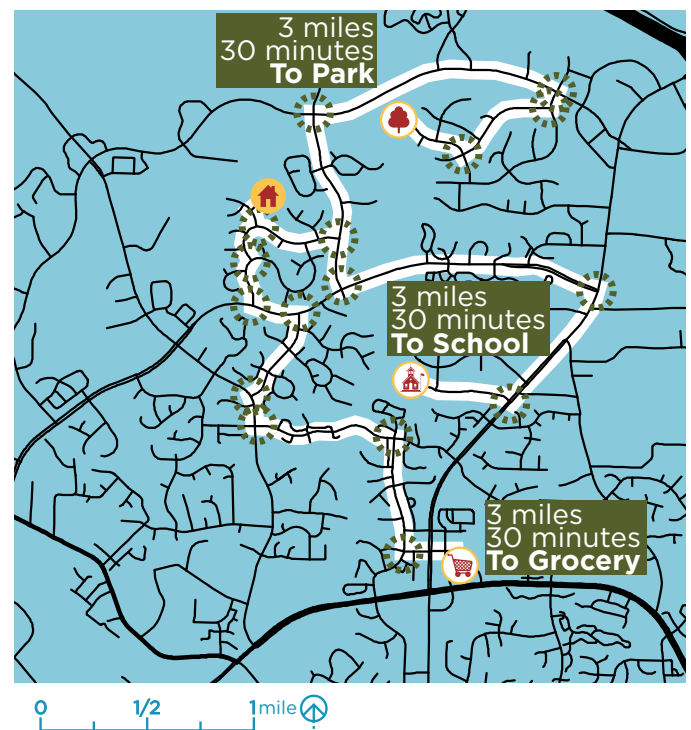 3 miles
30 minutes
To Park
3 miles
30 minutes
To School
3 miles
30 minutes
To Grocery
0 1/2 1 mile